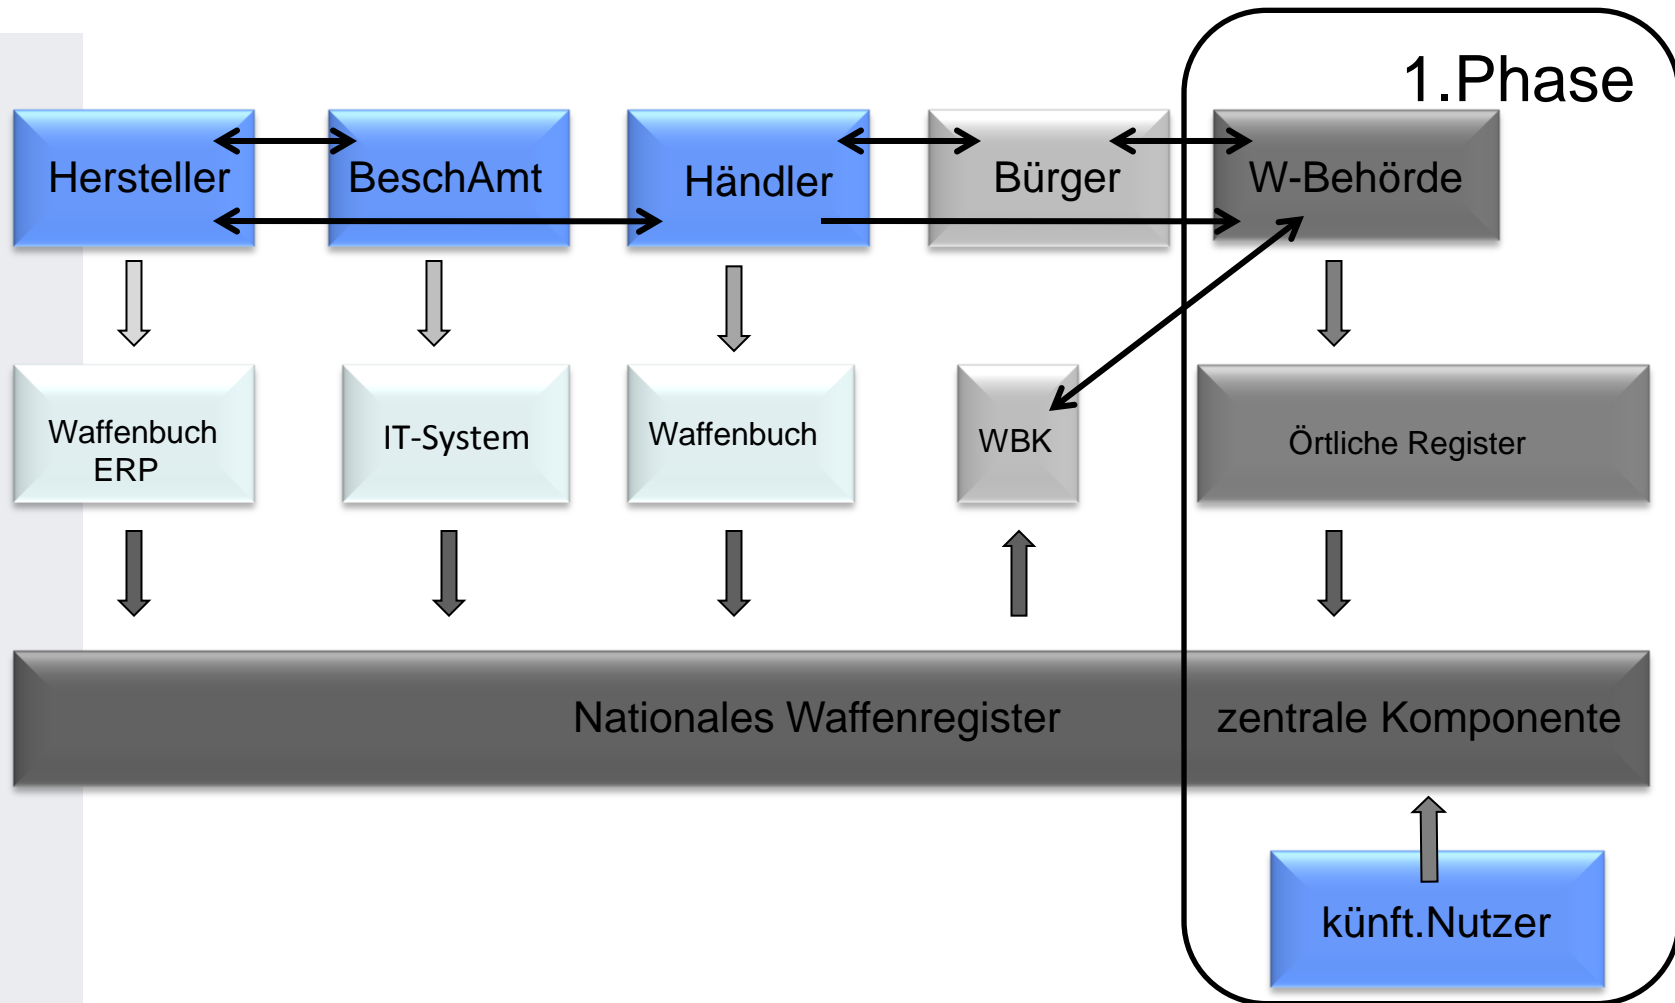 1.Phase
Hersteller
BeschAmt
Händler
Bürger
W-Behörde
Waffenbuch
ERP
IT-System
Waffenbuch
WBK
Örtliche Register
Nationales Waffenregister
zentrale Komponente
künft.Nutzer